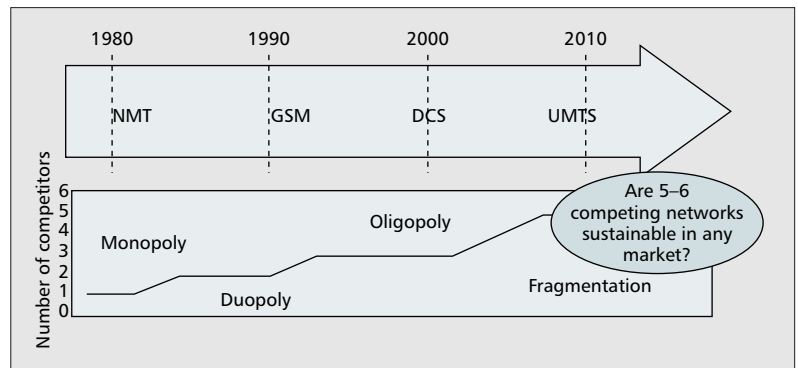 1980 1990 2000 2010
NMT GSM DCS UMTS
Number of competitors
6
5
4
3
2
1
0
Monopoly
Oligopoly
Duopoly
Fragmentation
Are 5–6
competing networks
sustainable in any
market?